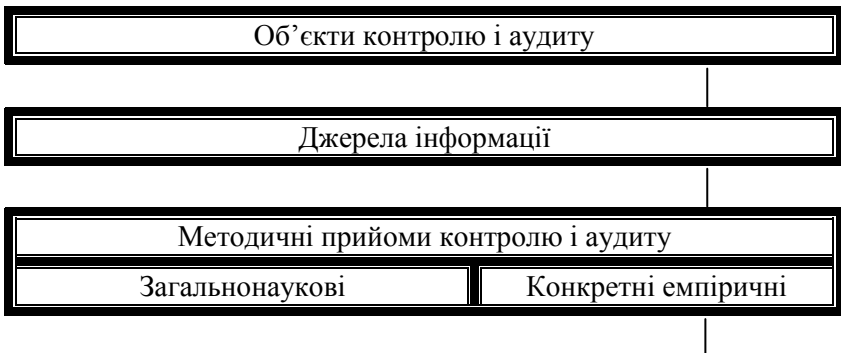 Об’єкти контролю і аудиту
Джерела інформації
Методичні прийоми контролю і аудиту
Загальнонаукові
Конкретні емпіричні